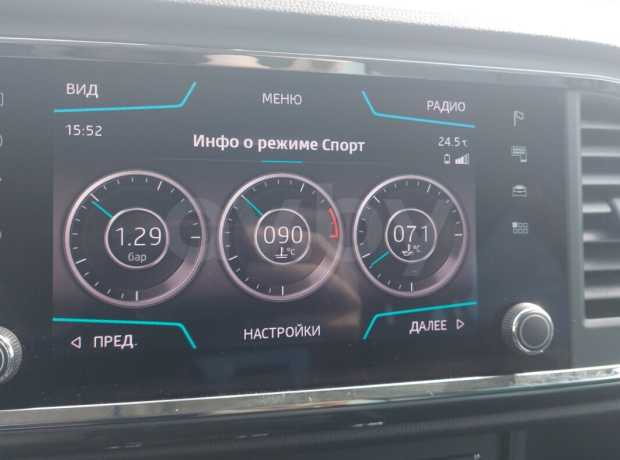 ВИД
МЕНЮ
РАДИО
15:52
Инфо о режиме Спорт
24.5°C
1.29
бар
090
°C
071
°C
ПРЕД.
НАСТРОЙКИ
ДАЛЕЕ